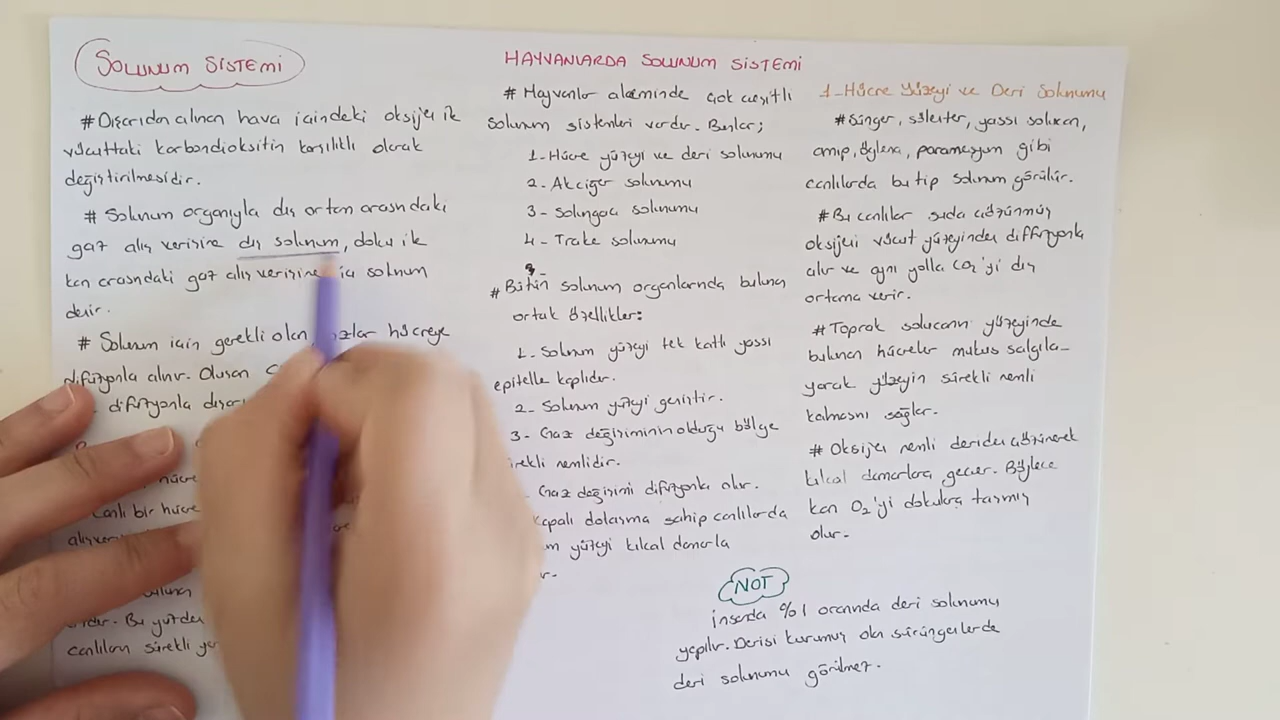 SOLUNUM SİSTEMİ
# Dışarıdan alınan hava içindeki oksijen ile
vücuttaki karbondioksitin karşılıklı olarak
değiştirilmesidir.
# Solunum organıyla dış ortam arasındaki
gaz alış verişine dış solunum, doku ile
kan arasındaki gaz alış verişine iç solunum
denir.
# Solunum için gerekli olan hücreye
difüzyonla alınır. Oluşan
difüzyonla
Canlı bir hücre
Bu yüzden
canlıların sürekli
HAYVANLARDA SOLUNUM SİSTEMİ
# Hayvanlar aleminde çok çeşitli
solunum sistemleri vardır. Bunlar;
1- Hücre yüzeyi ve deri solunumu
2- Akciğer solunumu
3- Solungaç solunumu
4- Trake solunumu
# Bütün solunum organlarında bulunan
ortak özellikler:
1- Solunum yüzeyi tek katlı yassı
epitelle kaplıdır.
2- Solunum yüzeyi geniştir.
3- Gaz değişiminin olduğu bölge
nemlidir.
Gaz değişimi difüzyonla olur.
Kapalı dolaşıma sahip canlılarda
yüzeyi kılcal damarla
1- Hücre Yüzeyi ve Deri Solunumu
# Sünger, sölenter, yassı solucan,
amip, öglena, paramesyum gibi
canlılarda bu tip solunum görülür.
# Bu canlılar suda çözünmüş
oksijeni vücut yüzeyinden difüzyonla
alır ve aynı yolla CO₂'yi dış
ortama verir.
# Toprak solucanın yüzeyinde
bulunan hücreler mukus salgıla-
yarak yüzeyin sürekli nemli
kalmasını sağlar.
# Oksijen nemli deriden çözünerek
kılcal damarlara geçer. Böylece
kan O₂'yi dokulara taşımış
olur.
NOT
İnsanda %1 oranında deri solunumu
yapılır. Derisi kurumuş olan sürüngenlerde
deri solunumu görülmez.